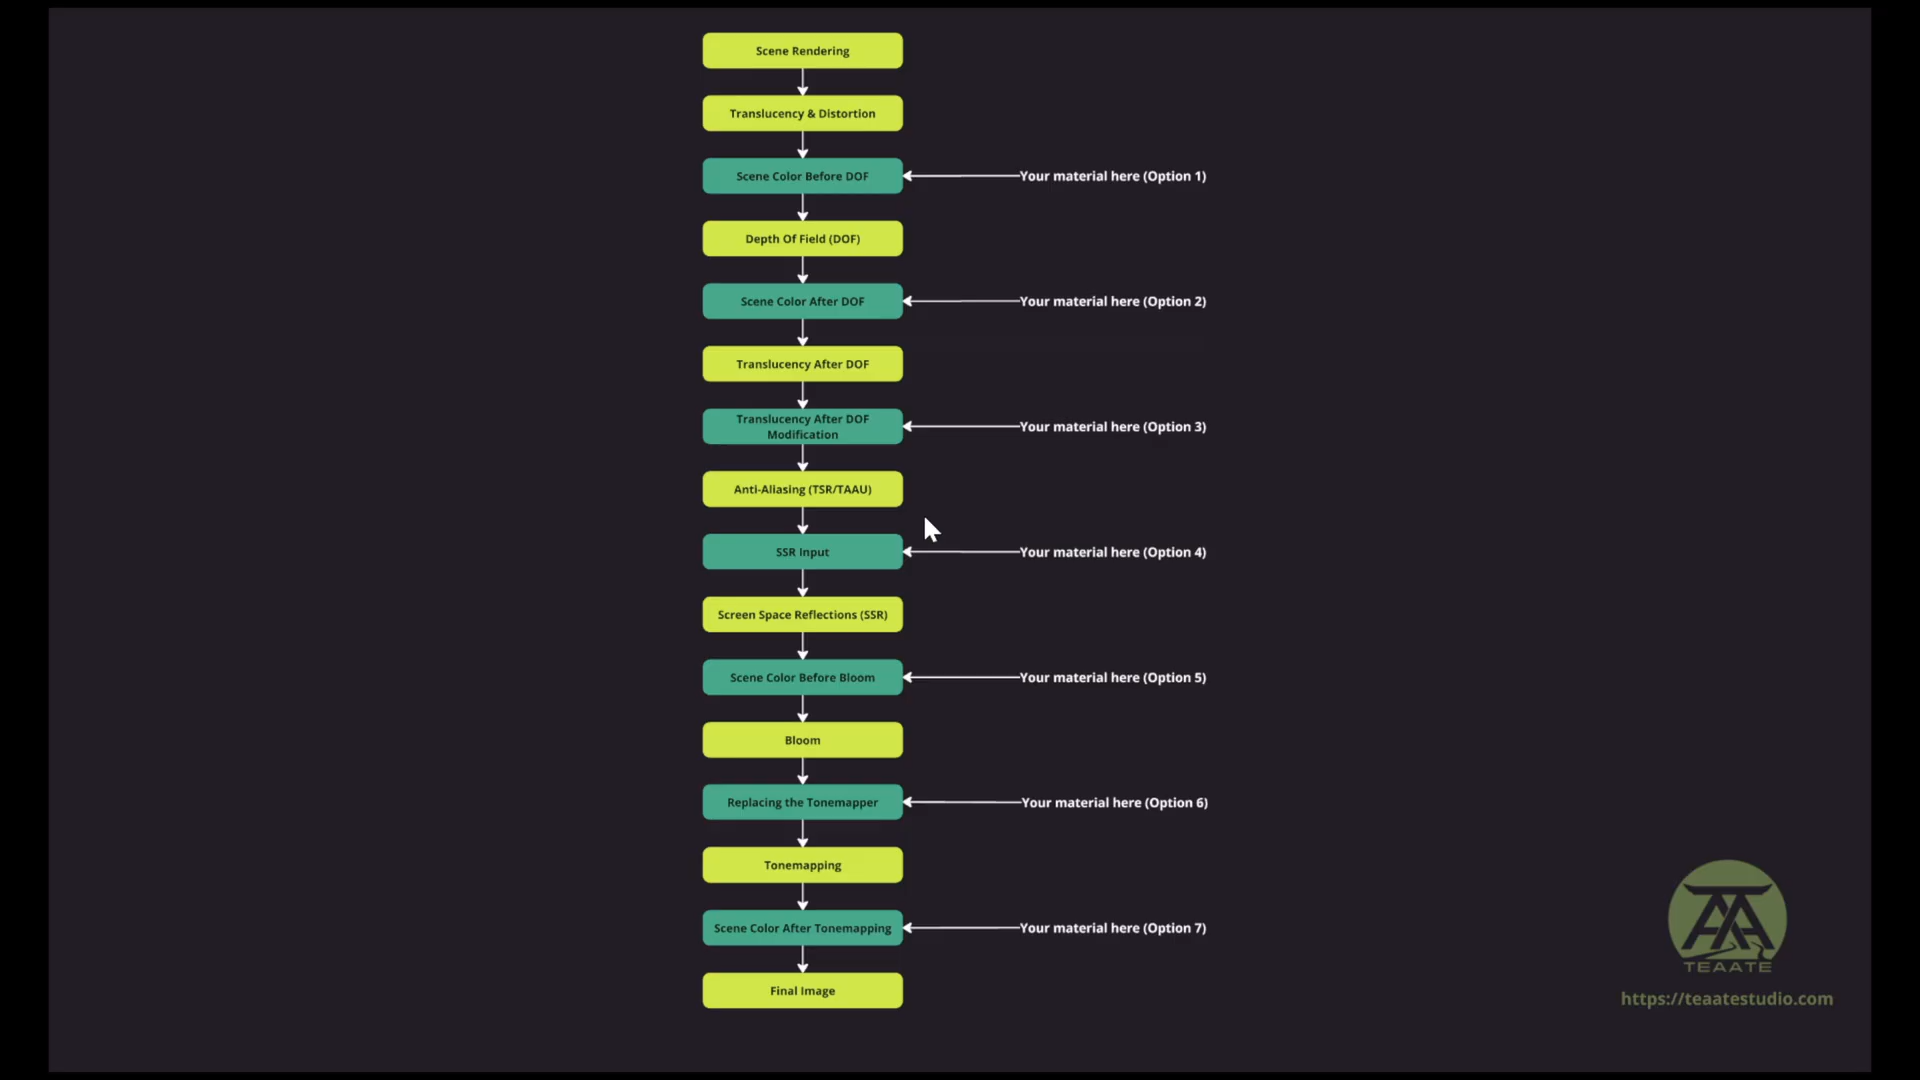 Scene Rendering
Translucency & Distortion
Scene Color Before DOF
Your material here (Option 1)
Depth Of Field (DOF)
Scene Color After DOF
Your material here (Option 2)
Translucency After DOF
Translucency After DOF
Modification
Your material here (Option 3)
Anti-Aliasing (TSR/TAAU)
SSR Input
Your material here (Option 4)
Screen Space Reflections (SSR)
Scene Color Before Bloom
Your material here (Option 5)
Bloom
Replacing the Tonemapper
Your material here (Option 6)
Tonemapping
Scene Color After Tonemapping
Your material here (Option 7)
Final Image
TEAATE
https://teaatestudio.com